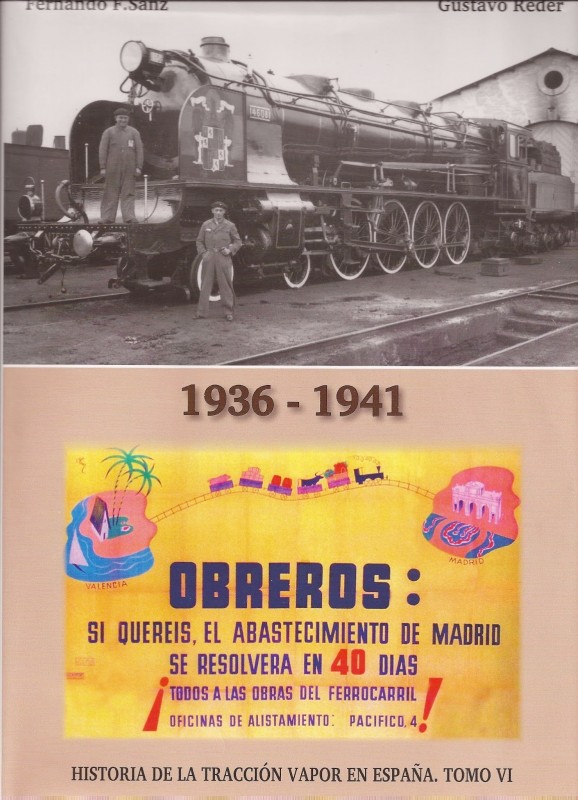 Fernando F.Sanz
Gustavo Reder
1936 - 1941
VALENCIA
MADRID
OBREROS:
SI QUEREIS, EL ABASTECIMIENTO DE MADRID
SE RESOLVERA EN 40 DIAS
¡TODOS A LAS OBRAS DEL FERROCARRIL
OFICINAS DE ALISTAMIENTO: PACIFICO, 4!
HISTORIA DE LA TRACCIÓN VAPOR EN ESPAÑA. TOMO VI